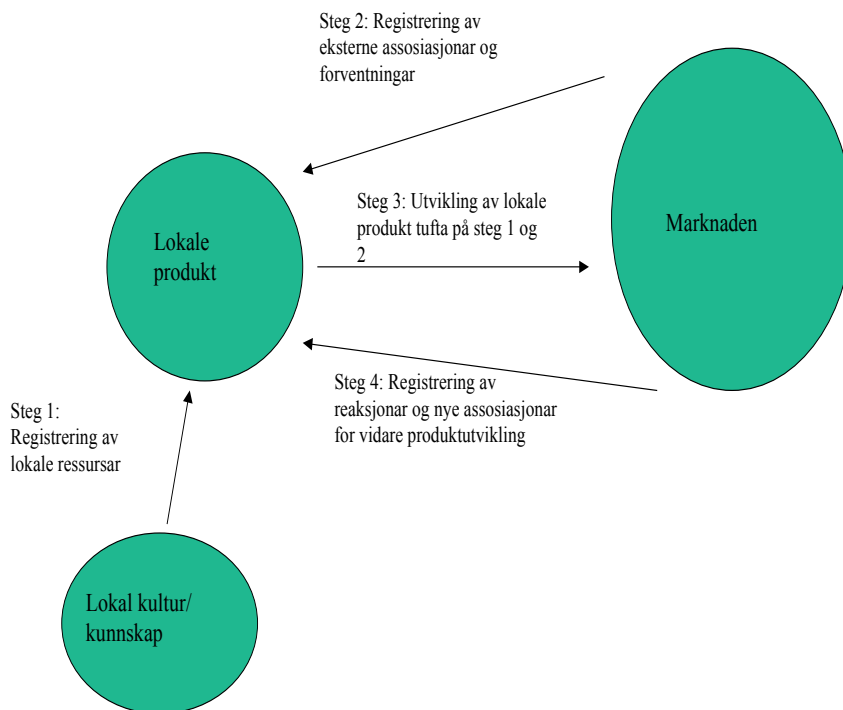 Steg 2: Registrering av
eksterne assosiasjonar og
forventningar
Steg 3: Utvikling av lokale
produkt tufta på steg 1 og
2
Lokale
produkt
Marknaden
Steg 4: Registrering av
reaksjonar og nye assosiasjonar
for vidare produktutvikling
Steg 1:
Registrering av
lokale ressursar
Lokal kultur/
kunnskap